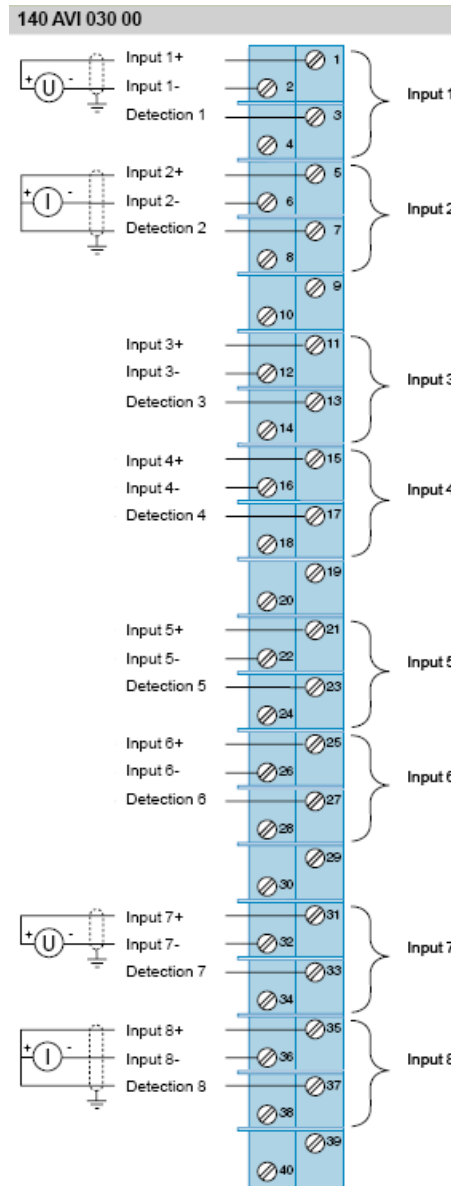 140 AVI 030 00
Input 1+ 1
+ U - Input 1- 2 Input 1
Detection 1 3
4
Input 2+ 5
+ I - Input 2- 6 Input 2
Detection 2 7
8
9
10
Input 3+ 11
Input 3- 12 Input 3
Detection 3 13
14
Input 4+ 15
Input 4- 16 Input 4
Detection 4 17
18
19
20
Input 5+ 21
Input 5- 22 Input 5
Detection 5 23
24
Input 6+ 25
Input 6- 26 Input 6
Detection 6 27
28
29
30
Input 7+ 31
+ U - Input 7- 32 Input 7
Detection 7 33
34
Input 8+ 35
+ I - Input 8- 36 Input 8
Detection 8 37
38
39
40